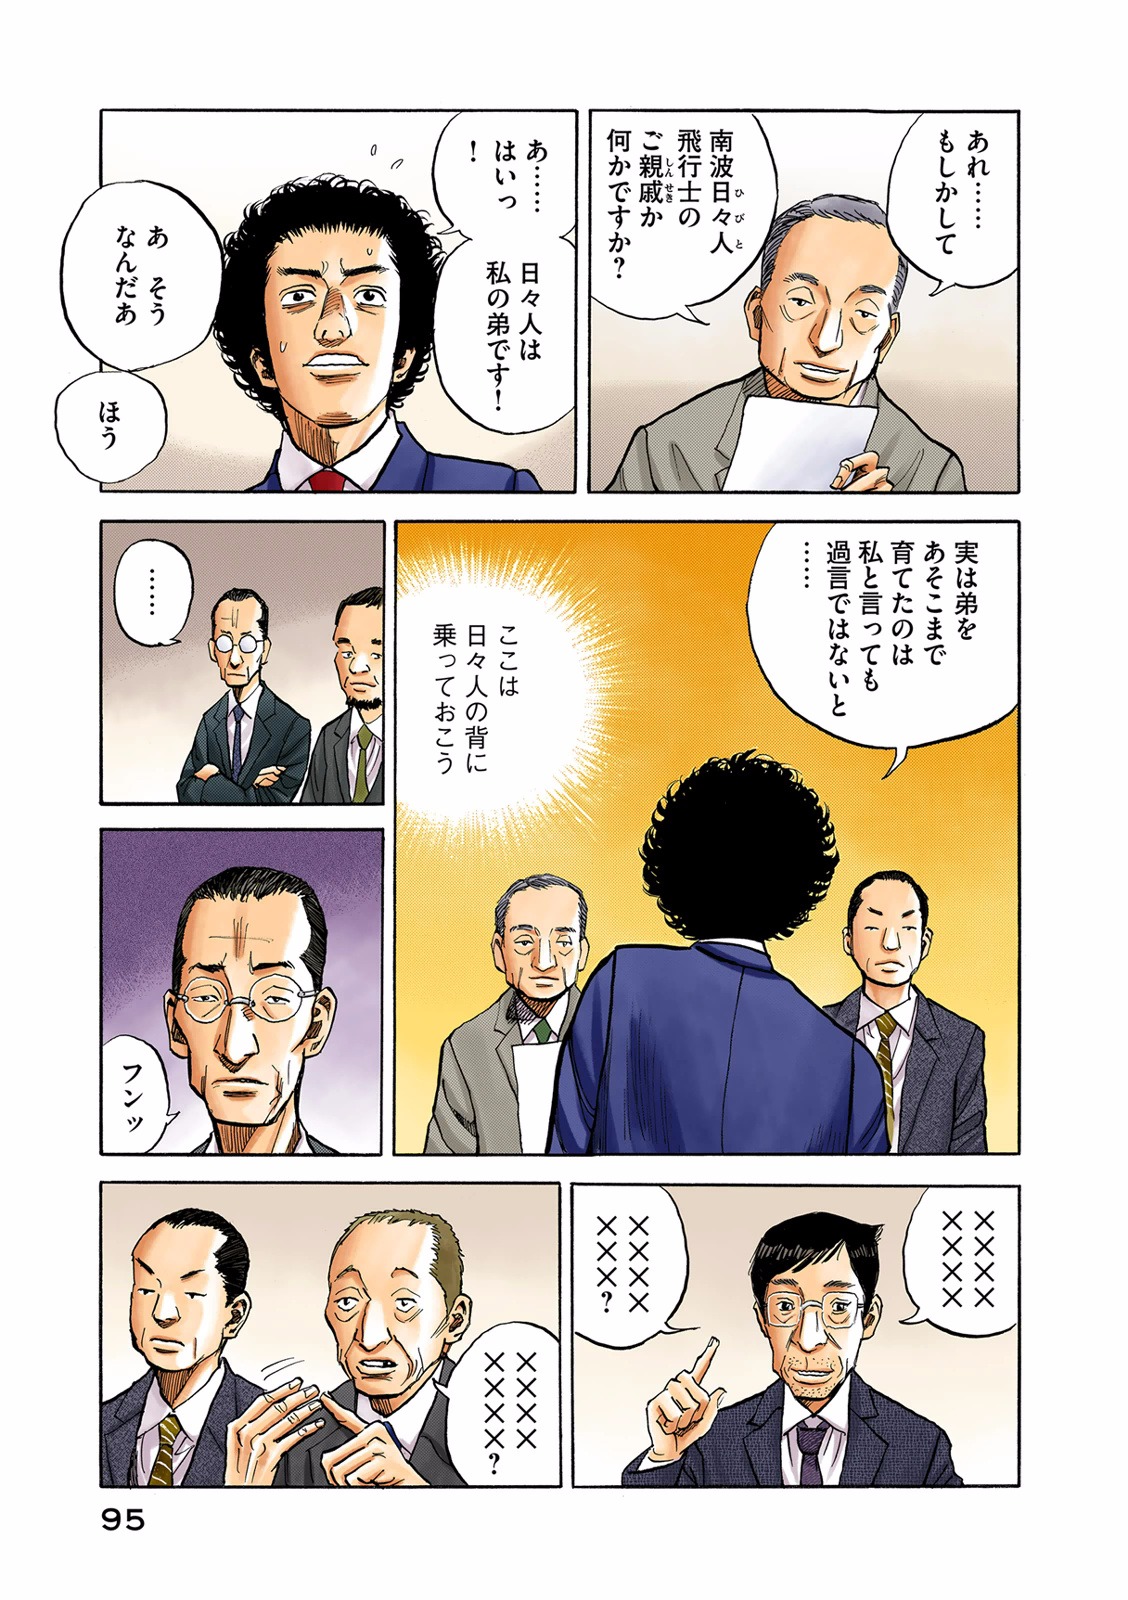 あれ……
もしかして
南波日々人
飛行士の
ご親戚か
何かですか?
あ……
はいっ
!
日々人は
私の弟です!
あ そう
なんだあ
ほう
実は弟を
あそこまで
育てたのは
私と言っても
過言ではないと
……
ここは
日々人の背に
乗っておこう
……
フンッ
××××
××××
××××
××××?
××××
××××?
95